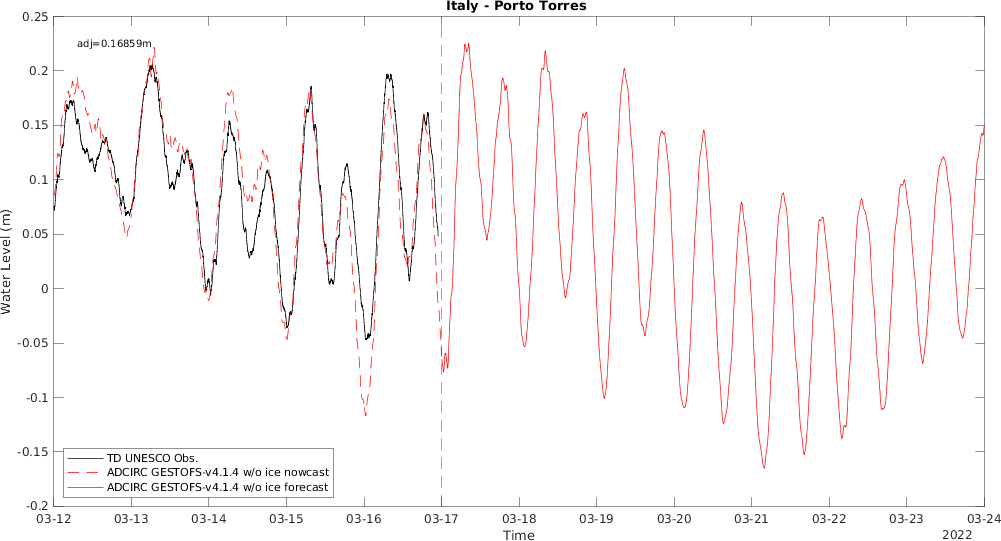 Italy - Porto Torres
0.25
0.2
0.15
0.1
0.05
0
-0.05
-0.1
-0.15
-0.2
Water Level (m)
adj=0.16859m
TD UNESCO Obs.
ADCIRC GESTOFS-v4.1.4 w/o ice nowcast
ADCIRC GESTOFS-v4.1.4 w/o ice forecast
03-12 03-13 03-14 03-15 03-16 03-17 03-18 03-19 03-20 03-21 03-22 03-23 03-24
Time
2022